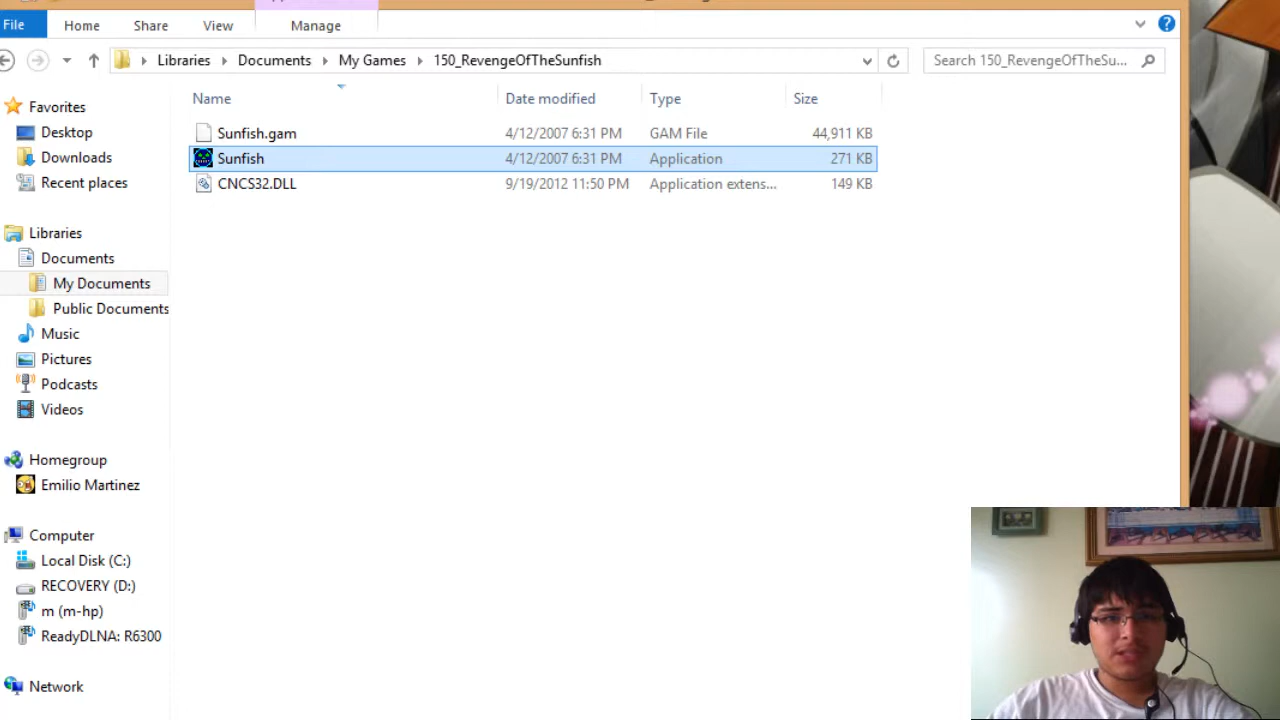 File Home Share View Manage
Libraries Documents My Games 150_RevengeOfTheSunfish Search 150_RevengeOfTheSu...
Name Date modified Type Size
Sunfish.gam 4/12/2007 6:31 PM GAM File 44,911 KB
Sunfish 4/12/2007 6:31 PM Application 271 KB
CNCS32.DLL 9/19/2012 11:50 PM Application extens... 149 KB
Favorites
Desktop
Downloads
Recent places
Libraries
Documents
My Documents
Public Documents
Music
Pictures
Podcasts
Videos
Homegroup
Emilio Martinez
Computer
Local Disk (C:)
RECOVERY (D:)
m (m-hp)
ReadyDLNA: R6300
Network